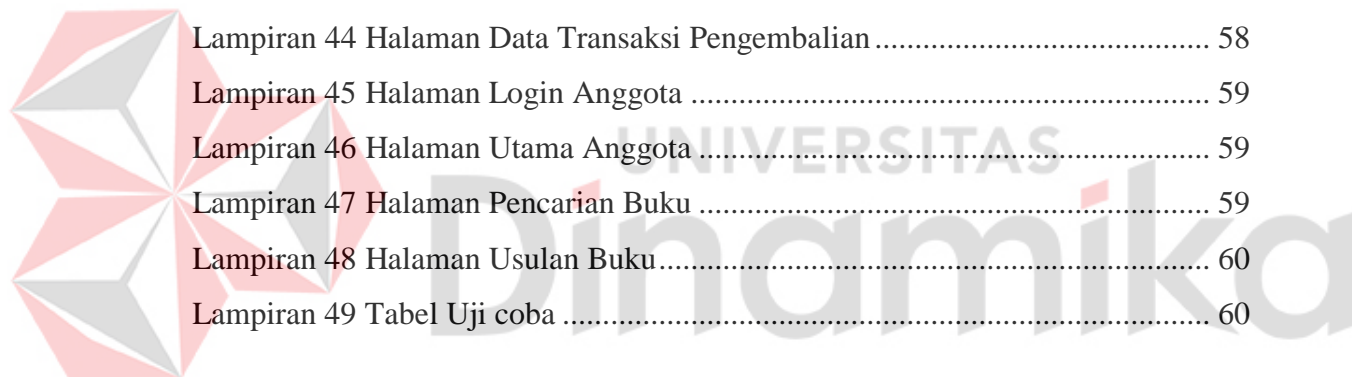 Lampiran 44 Halaman Data Transaksi Pengembalian .......................................... 58
Lampiran 45 Halaman Login Anggota ................................................................. 59
Lampiran 46 Halaman Utama Anggota ................................................................ 59
Lampiran 47 Halaman Pencarian Buku ................................................................ 59
Lampiran 48 Halaman Usulan Buku..................................................................... 60
Lampiran 49 Tabel Uji coba ................................................................................. 60
UNIVERSITAS
Dinamika